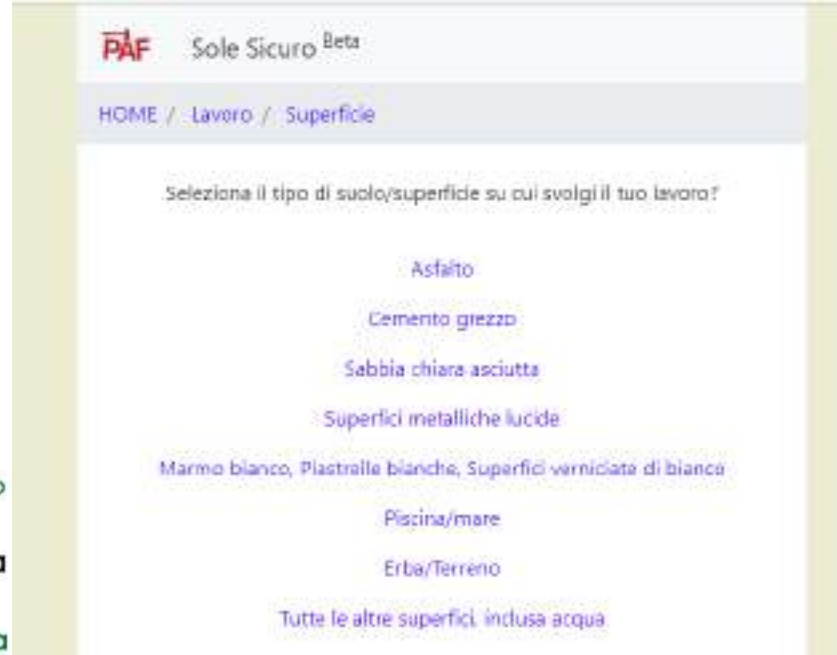 PAF Sole Sicuro Beta
HOME / Lavoro / Superficie
Seleziona il tipo di suolo/superficie su cui svolgi il tuo lavoro?
Asfalto
Cemento grezzo
Sabbia chiara asciutta
Superfici metalliche lucide
Marmo bianco, Piastrelle bianche, Superfici verniciate di bianco
Piscina/mare
Erba/Terreno
Tutte le altre superfici, inclusa acqua